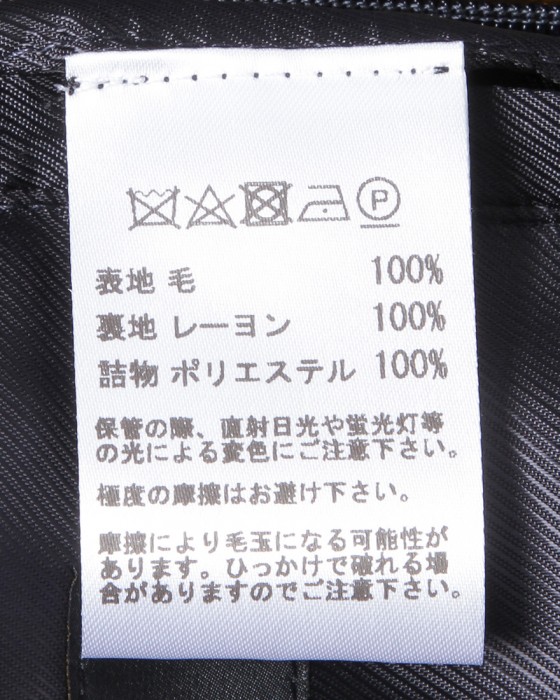 P
表地 毛 100%
裏地 レーヨン 100%
詰物 ポリエステル 100%
保管の際、直射日光や蛍光灯等
の光による変色にご注意下さい。
極度の摩擦はお避け下さい。
摩擦により毛玉になる可能性が
あります。ひっかけで破れる場
合がありますのでご注意下さい。